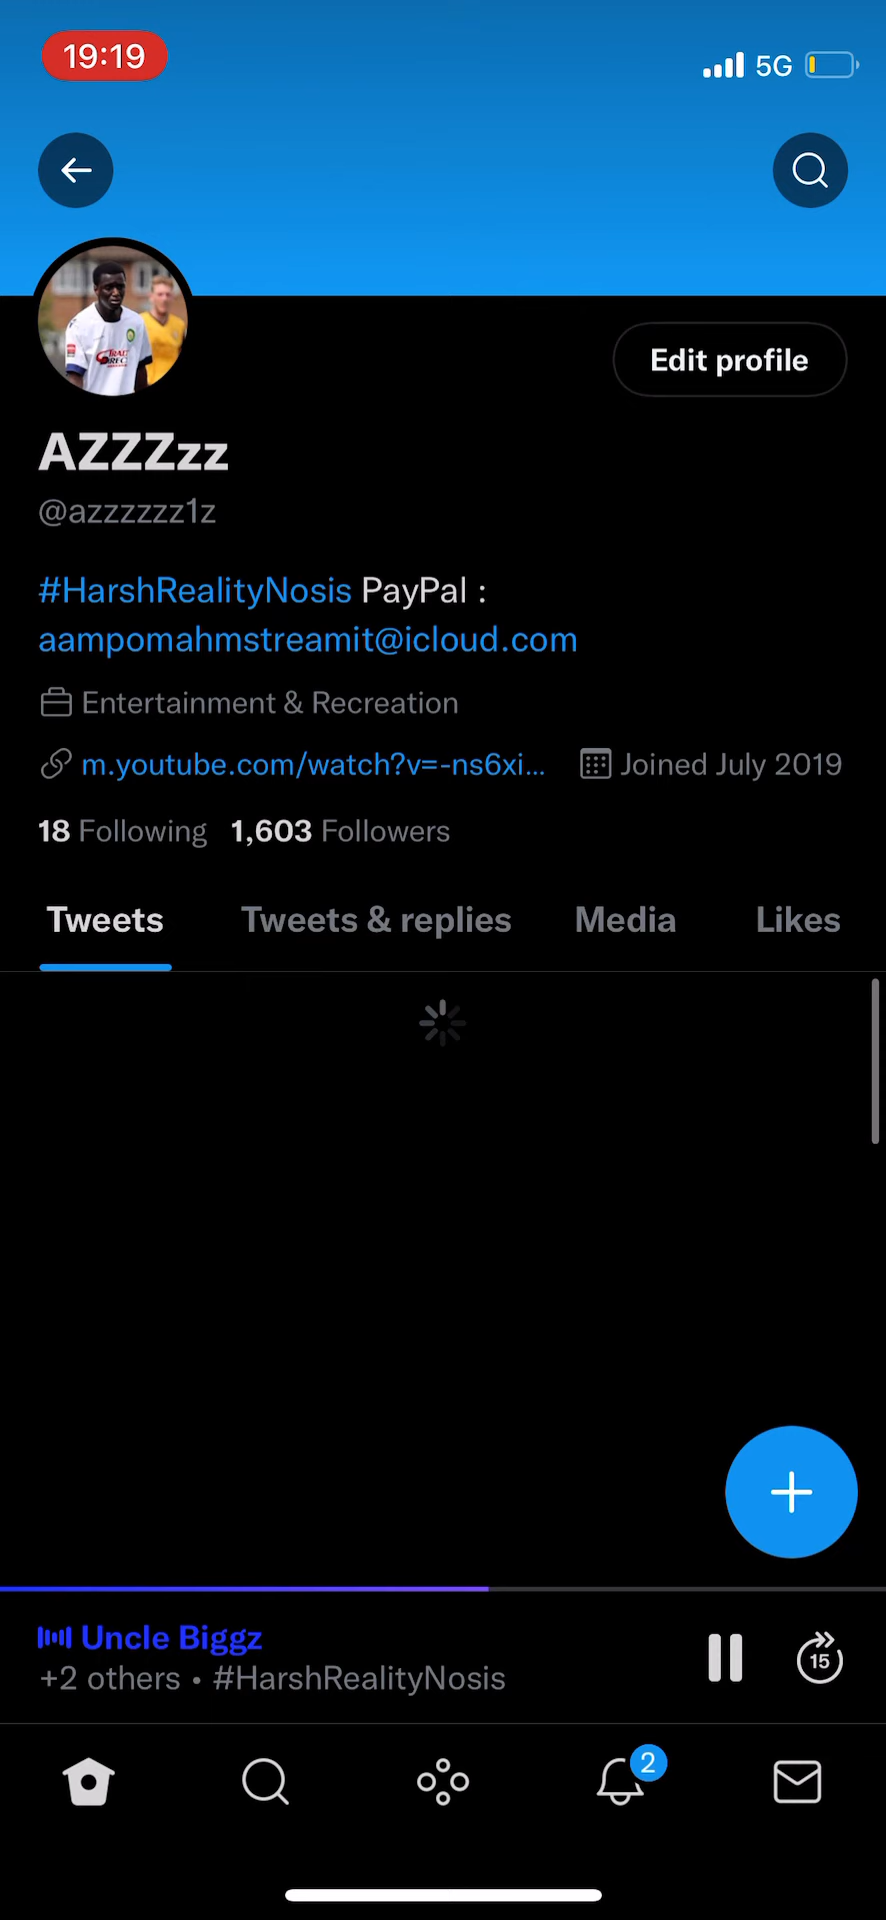 19:19
5G
Edit profile
AZZZzz
@azzzzzz1z
#HarshRealityNosis PayPal :
aampomahmstreamit@icloud.com
Entertainment & Recreation
m.youtube.com/watch?v=-ns6xi... Joined July 2019
18 Following 1,603 Followers
Tweets Tweets & replies Media Likes
Uncle Biggz
+2 others • #HarshRealityNosis
15
2